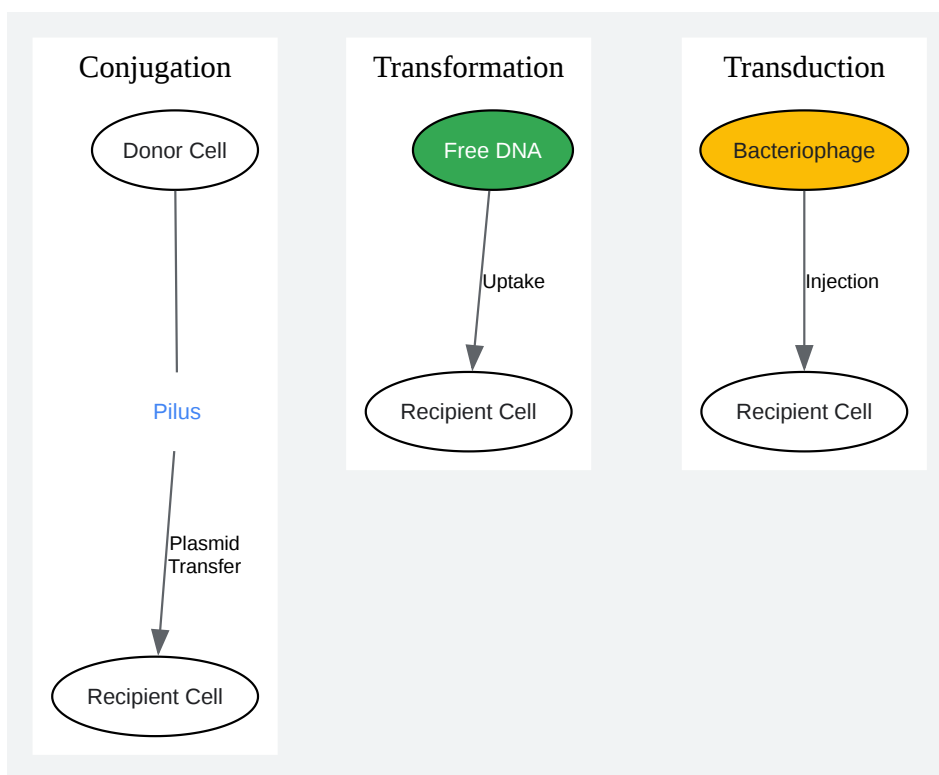 Conjugation
Donor Cell
Pilus
Plasmid
Transfer
Recipient Cell
Transformation
Free DNA
Uptake
Recipient Cell
Transduction
Bacteriophage
Injection
Recipient Cell